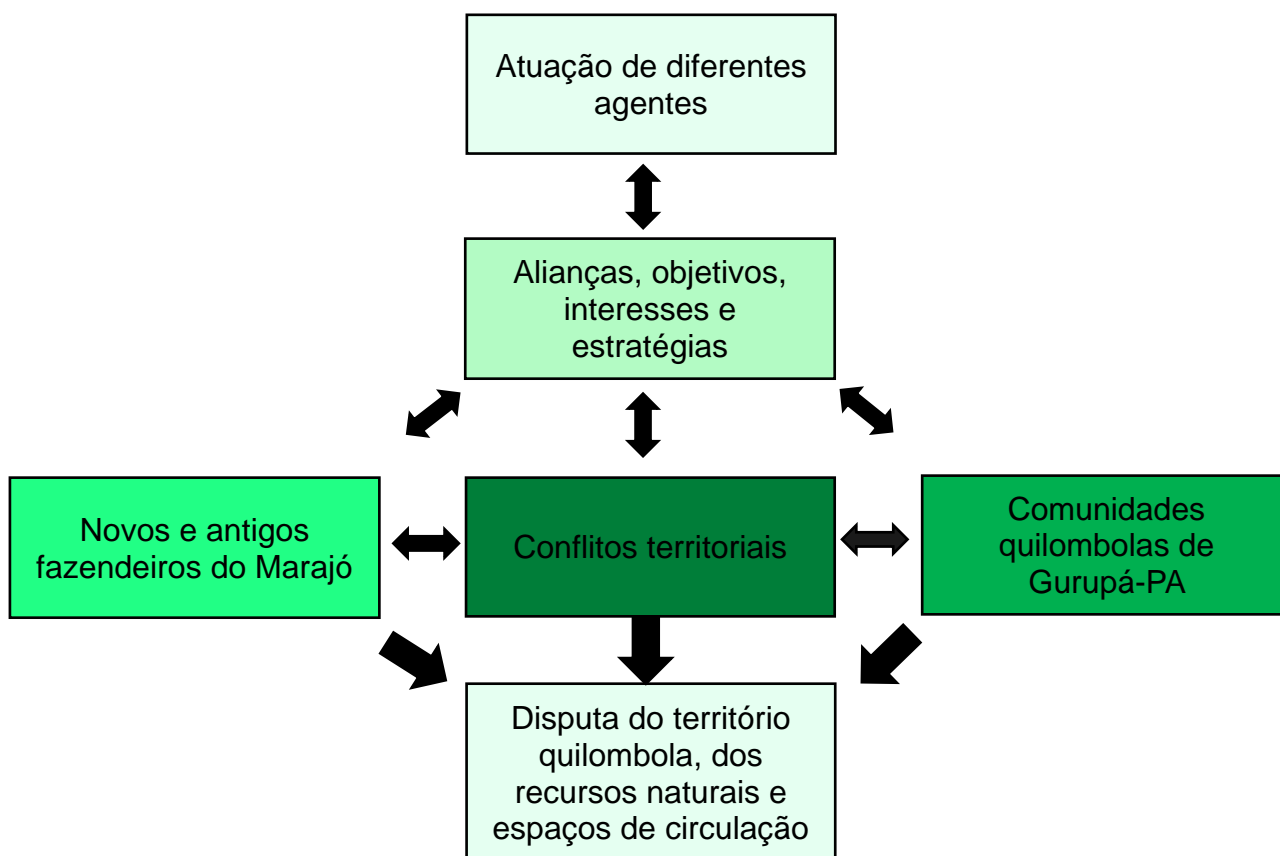 Atuação de diferentes
agentes
Alianças, objetivos,
interesses e
estratégias
Novos e antigos
fazendeiros do Marajó
Conflitos territoriais
Comunidades
quilombolas de
Gurupá-PA
Disputa do território
quilombola, dos
recursos naturais e
espaços de circulação